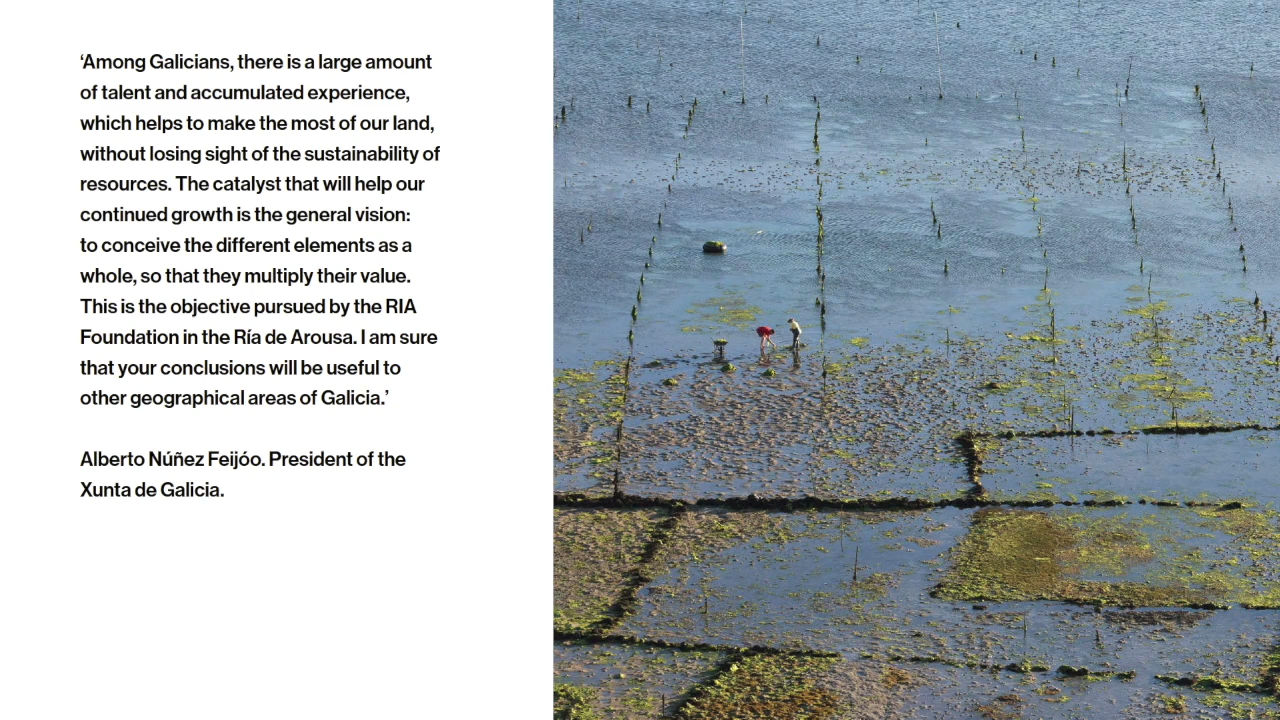 ‘Among Galicians, there is a large amount
of talent and accumulated experience,
which helps to make the most of our land,
without losing sight of the sustainability of
resources. The catalyst that will help our
continued growth is the general vision:
to conceive the different elements as a
whole, so that they multiply their value.
This is the objective pursued by the RIA
Foundation in the Ría de Arousa. I am sure
that your conclusions will be useful to
other geographical areas of Galicia.’
Alberto Núñez Feijóo. President of the
Xunta de Galicia.